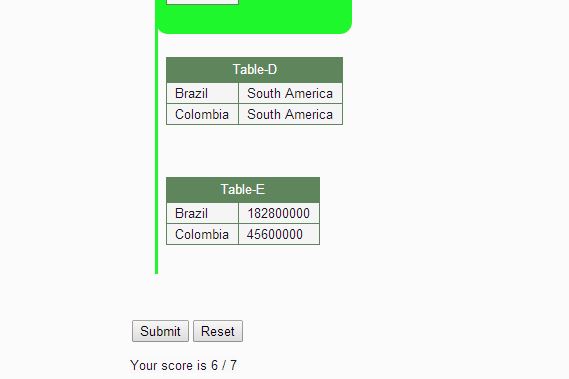 Table-D
Brazil South America
Colombia South America
Table-E
Brazil 182800000
Colombia 45600000
Submit Reset
Your score is 6 / 7